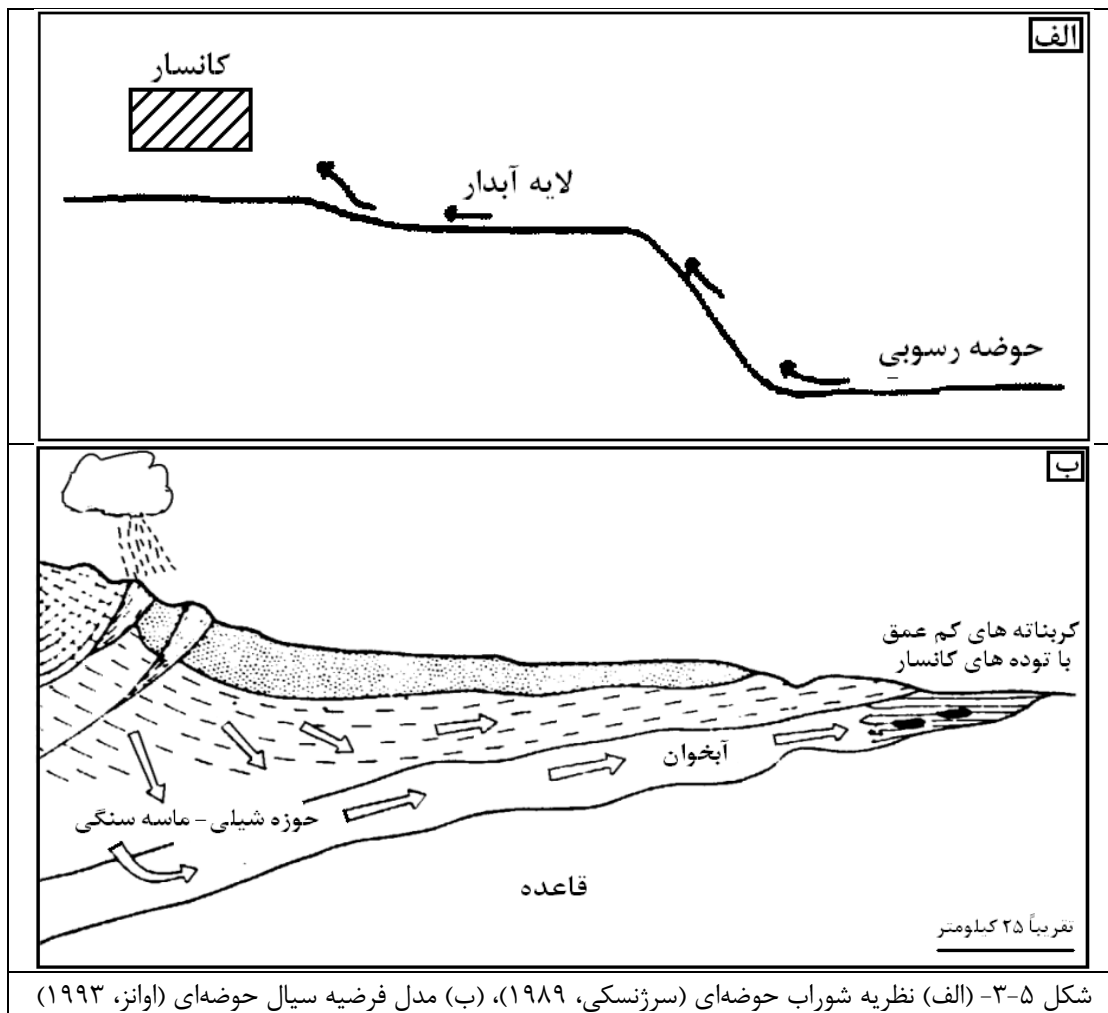 الف
کانسار
لایه آبدار
حوضه رسوبی
ب
کربناته های کم عمق
با توده های کانسار
آبخوان
حوزه شیلی - ماسه سنگی
قاعده
تقریباً ۲۵ کیلومتر
شکل ۵-۳- (الف) نظریه شوراب حوضه‌ای (سرژنسکی، ۱۹۸۹)، (ب) مدل فرضیه سیال حوضه‌ای (اوانز، ۱۹۹۳)